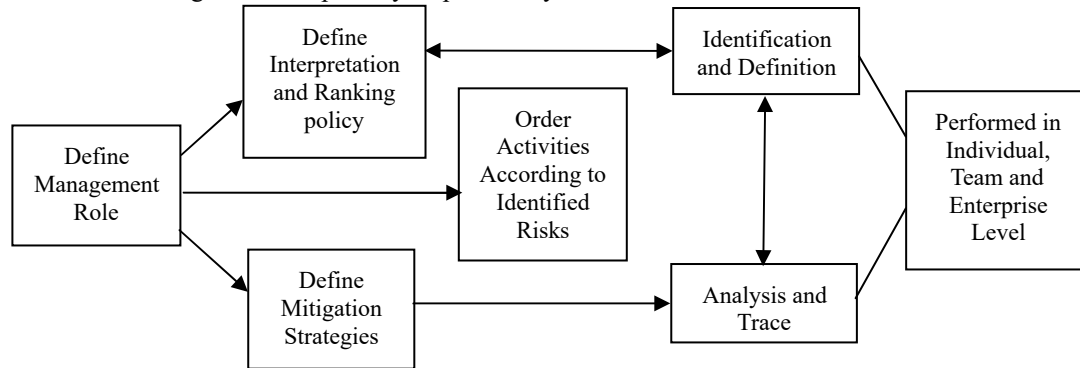 Define
Interpretation
and Ranking
policy
Identification
and Definition
Order
Activities
According to
Identified
Risks
Performed in
Individual,
Team and
Enterprise
Level
Define
Management
Role
Define
Mitigation
Strategies
Analysis and
Trace